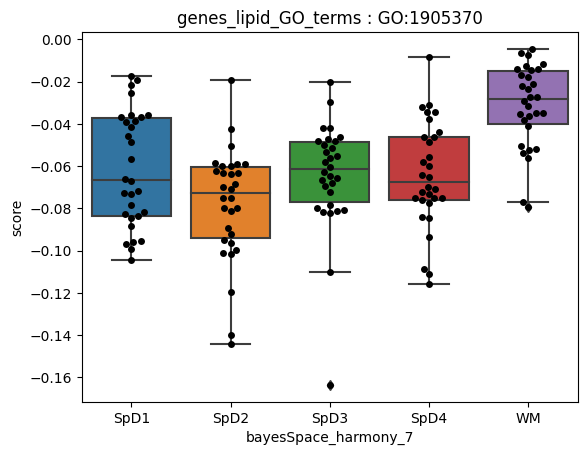 genes_lipid_GO_terms : GO:1905370
0.00
−0.02
−0.04
−0.06
−0.08
−0.10
−0.12
−0.14
−0.16
score
SpD1 SpD2 SpD3 SpD4 WM
bayesSpace_harmony_7